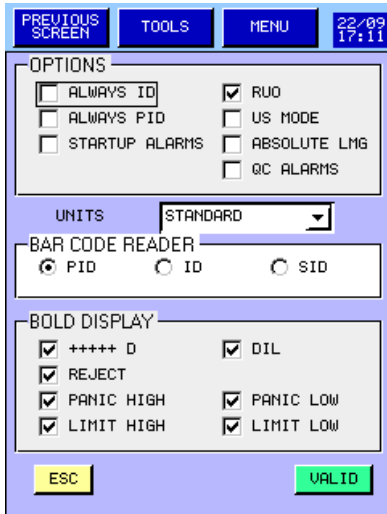 PREVIOUS SCREEN TOOLS MENU 22/09 17:11
OPTIONS
ALWAYS ID RUO
ALWAYS PID US MODE
STARTUP ALARMS ABSOLUTE LMG
QC ALARMS
UNITS STANDARD
BAR CODE READER
PID ID SID
BOLD DISPLAY
+++++ D DIL
REJECT
PANIC HIGH PANIC LOW
LIMIT HIGH LIMIT LOW
ESC VALID